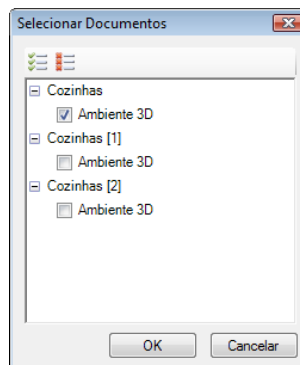 Selecionar Documentos
Cozinhas
Ambiente 3D
Cozinhas [1]
Ambiente 3D
Cozinhas [2]
Ambiente 3D
OK Cancelar